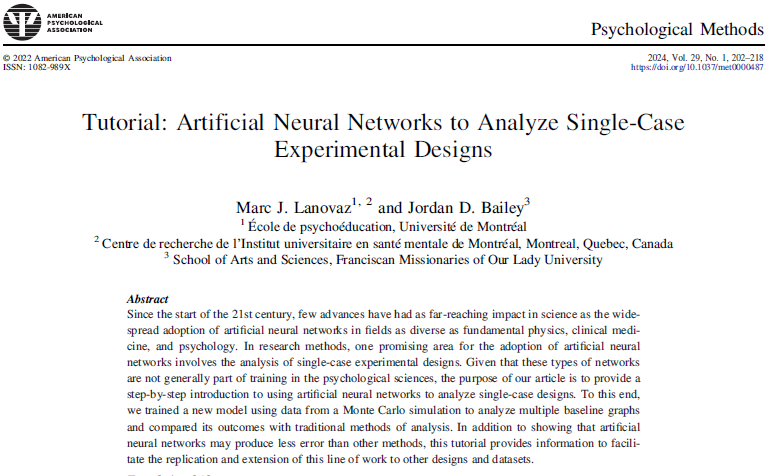 AMERICAN
PSYCHOLOGICAL
ASSOCIATION
Psychological Methods
© 2022 American Psychological Association
ISSN: 1082-989X
2024, Vol. 29, No. 1, 202–218
https://doi.org/10.1037/met0000487
Tutorial: Artificial Neural Networks to Analyze Single-Case
Experimental Designs
Marc J. Lanovaz1, 2 and Jordan D. Bailey3
1 École de psychoéducation, Université de Montréal
2 Centre de recherche de l'Institut universitaire en santé mentale de Montréal, Montreal, Quebec, Canada
3 School of Arts and Sciences, Franciscan Missionaries of Our Lady University
Abstract
Since the start of the 21st century, few advances have had as far-reaching impact in science as the wide-
spread adoption of artificial neural networks in fields as diverse as fundamental physics, clinical medi-
cine, and psychology. In research methods, one promising area for the adoption of artificial neural
networks involves the analysis of single-case experimental designs. Given that these types of networks
are not generally part of training in the psychological sciences, the purpose of our article is to provide a
step-by-step introduction to using artificial neural networks to analyze single-case designs. To this end,
we trained a new model using data from a Monte Carlo simulation to analyze multiple baseline graphs
and compared its outcomes with traditional methods of analysis. In addition to showing that artificial
neural networks may produce less error than other methods, this tutorial provides information to facili-
tate the replication and extension of this line of work to other designs and datasets.